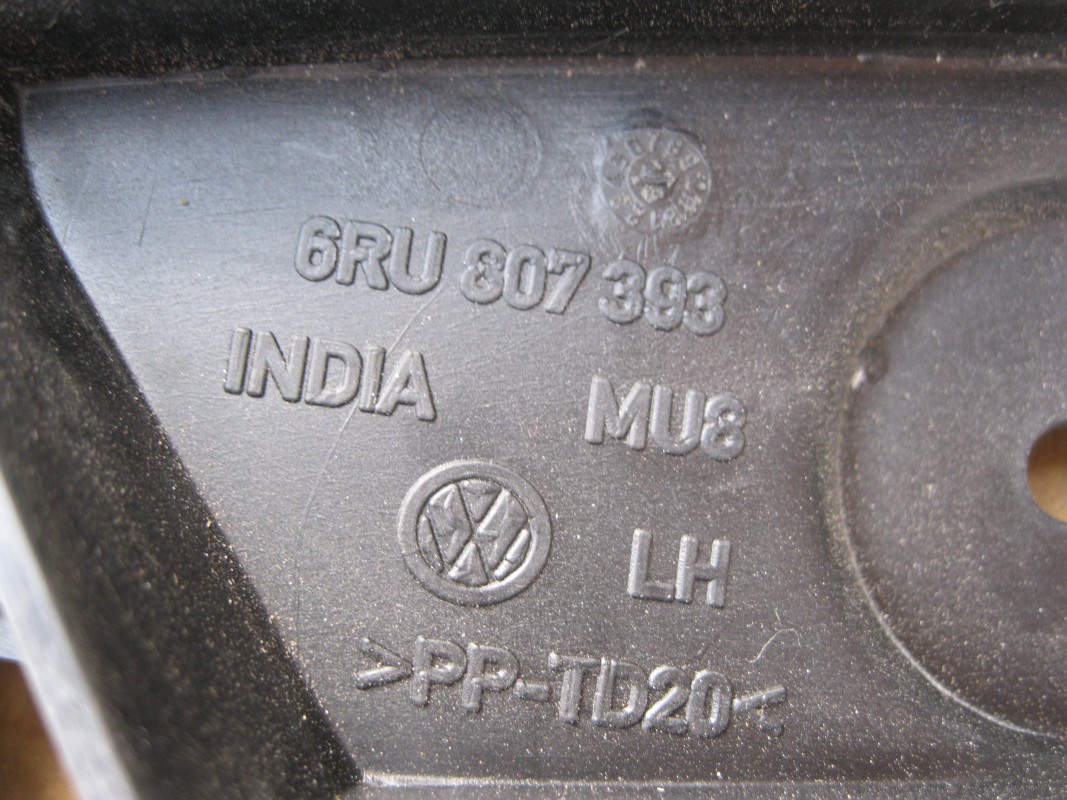 6RU 807 393
INDIA MU8
LH
>PP-TD20<